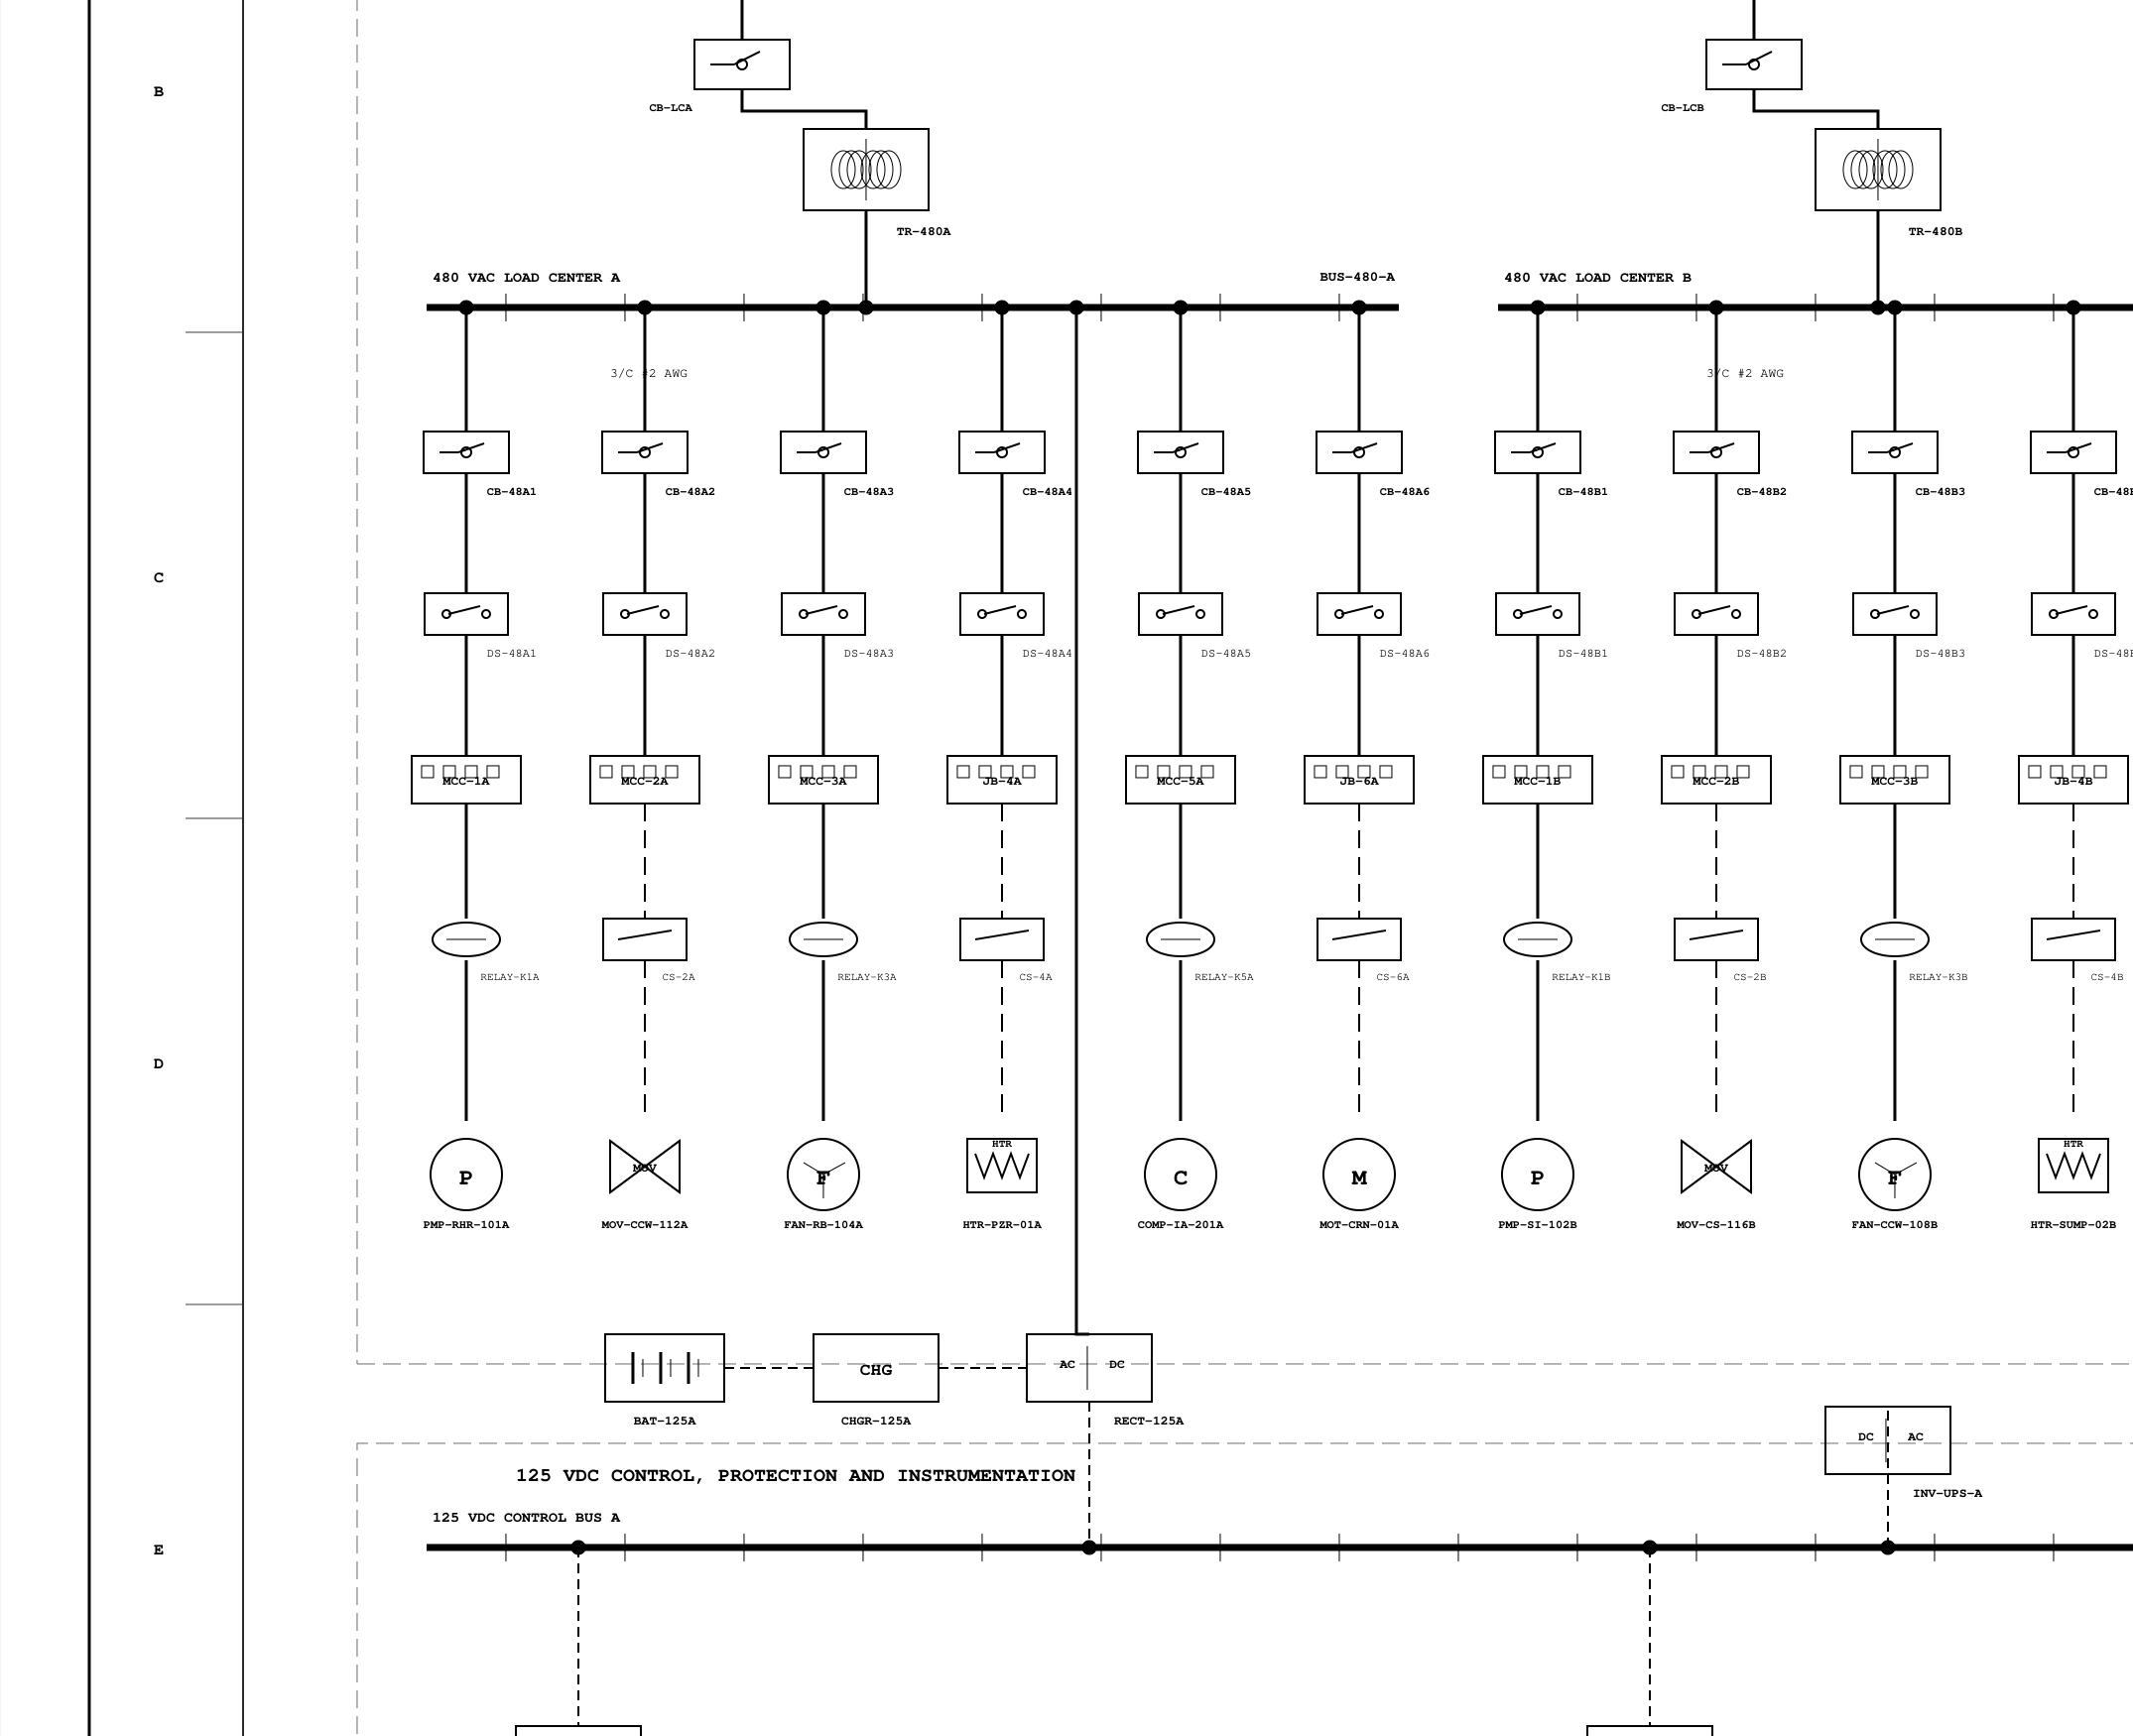 B
CB-LCA
CB-LCB
TR-480A
TR-480B
480 VAC LOAD CENTER A
BUS-480-A
480 VAC LOAD CENTER B
3/C #2 AWG
3/C #2 AWG
CB-48A1
CB-48A2
CB-48A3
CB-48A4
CB-48A5
CB-48A6
CB-48B1
CB-48B2
CB-48B3
C
DS-48A1
DS-48A2
DS-48A3
DS-48A4
DS-48A5
DS-48A6
DS-48B1
DS-48B2
DS-48B3
MCC-1A
MCC-2A
MCC-3A
JB-4A
MCC-5A
JB-6A
MCC-1B
MCC-2B
MCC-3B
JB-4B
RELAY-K1A
CS-2A
RELAY-K3A
CS-4A
RELAY-K5A
CS-6A
RELAY-K1B
CS-2B
RELAY-K3B
CS-4B
D
P
MOV
F
HTR
C
M
P
MOV
F
HTR
PMP-RHR-101A
MOV-CCW-112A
FAN-RB-104A
HTR-PZR-01A
COMP-IA-201A
MOT-CRN-01A
PMP-SI-102B
MOV-CS-116B
FAN-CCW-108B
HTR-SUMP-02B
CHG
AC
DC
BAT-125A
CHGR-125A
RECT-125A
DC
AC
INV-UPS-A
125 VDC CONTROL, PROTECTION AND INSTRUMENTATION
125 VDC CONTROL BUS A
E